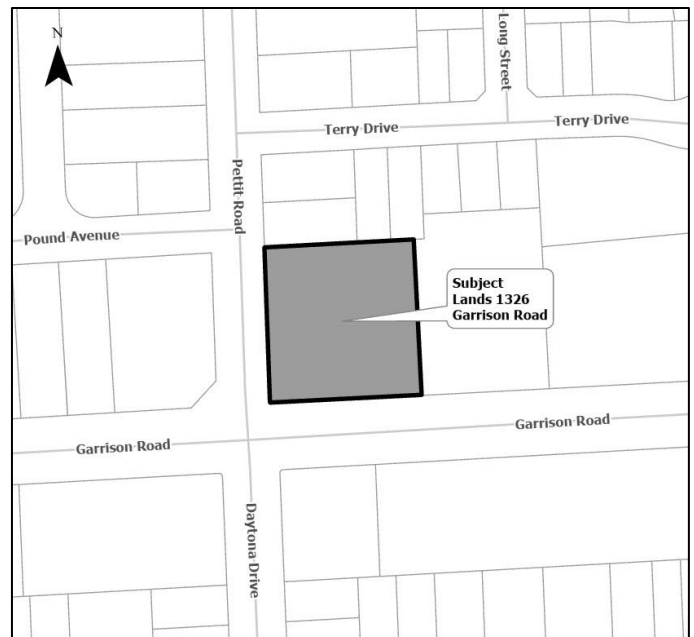 N
Long Street
Terry Drive
Terry Drive
Pettit Road
Pound Avenue
Subject
Lands 1326
Garrison Road
Garrison Road
Garrison Road
Daytona Drive